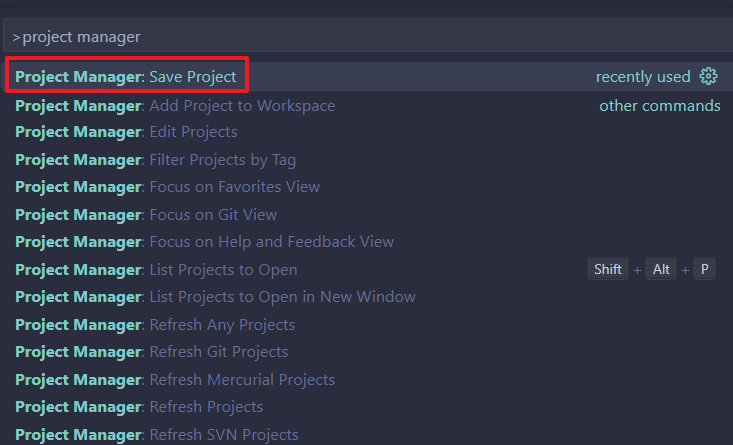 >project manager
Project Manager: Save Project recently used
Project Manager: Add Project to Workspace other commands
Project Manager: Edit Projects
Project Manager: Filter Projects by Tag
Project Manager: Focus on Favorites View
Project Manager: Focus on Git View
Project Manager: Focus on Help and Feedback View
Project Manager: List Projects to Open Shift + Alt + P
Project Manager: List Projects to Open in New Window
Project Manager: Refresh Any Projects
Project Manager: Refresh Git Projects
Project Manager: Refresh Mercurial Projects
Project Manager: Refresh Projects
Project Manager: Refresh SVN Projects